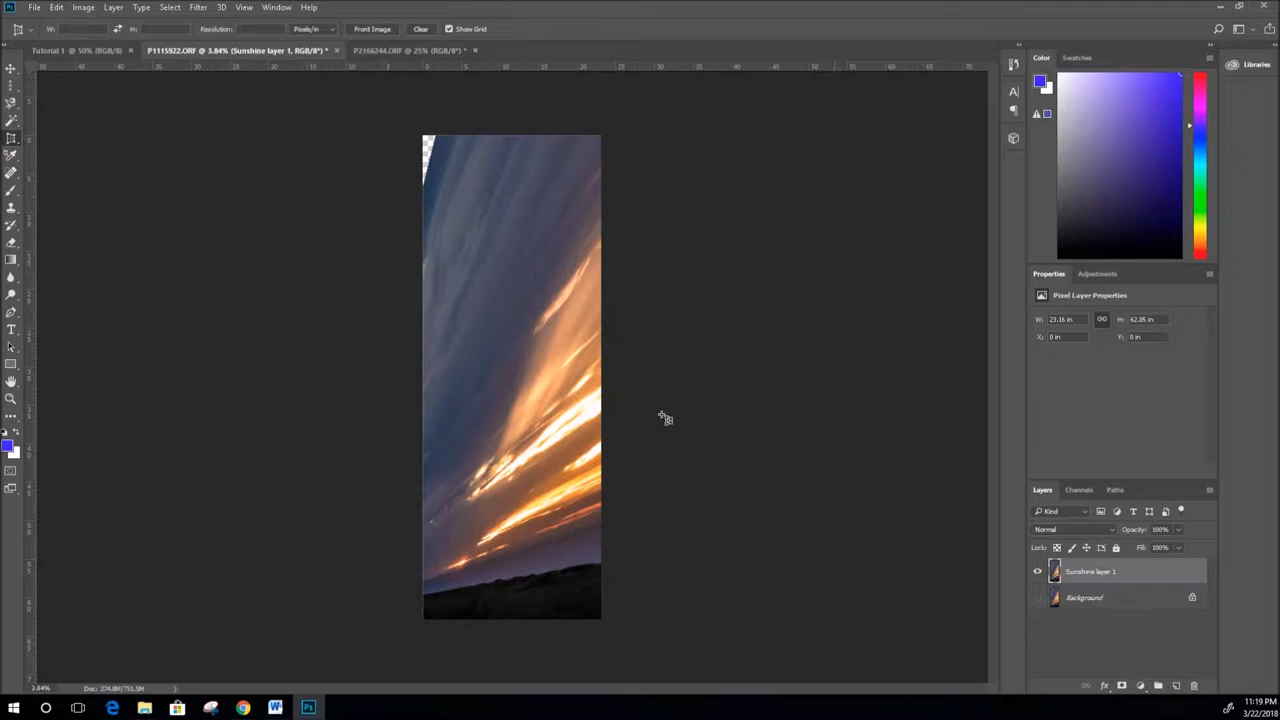 Ps File Edit Image Layer Type Select Filter 3D View Window Help
W: H: Resolution: Pixels/in Front Image Clear Show Grid
Tutorial 1 @ 50% (RGB/8) × P1115922.ORF @ 3.84% (Sunshine layer 1, RGB/8*) * × P2166244.ORF @ 25% (RGB/8*) * ×
Color Swatches
Libraries
Properties Adjustments
Pixel Layer Properties
W: 23.16 in H: 62.85 in
X: 0 in Y: 0 in
Layers Channels Paths
Kind
Normal Opacity: 100%
Lock: Fill: 100%
Sunshine layer 1
Background
fx
3.84% Doc: 374.8M/751.5M
Ps
11:19 PM
3/22/2018